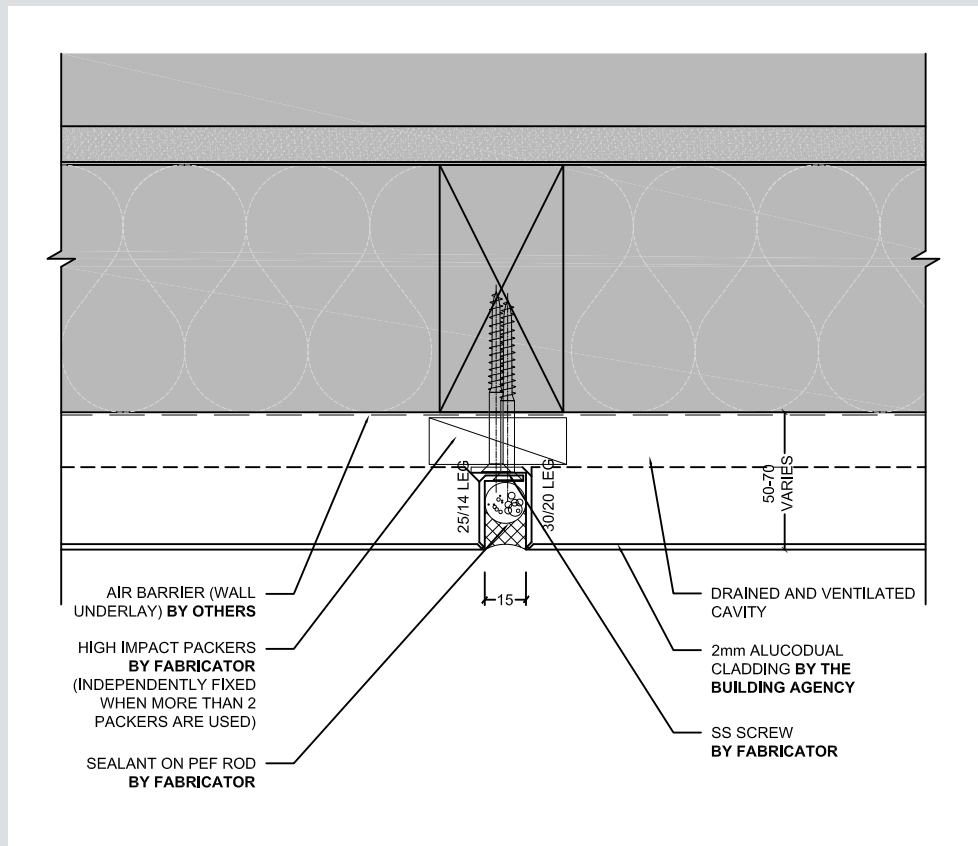 25/14 LEG
30/20 LEG
50-70
VARIES
15
AIR BARRIER (WALL
UNDERLAY) BY OTHERS
HIGH IMPACT PACKERS
BY FABRICATOR
(INDEPENDENTLY FIXED
WHEN MORE THAN 2
PACKERS ARE USED)
SEALANT ON PEF ROD
BY FABRICATOR
DRAINED AND VENTILATED
CAVITY
2mm ALUCODUAL
CLADDING BY THE
BUILDING AGENCY
SS SCREW
BY FABRICATOR